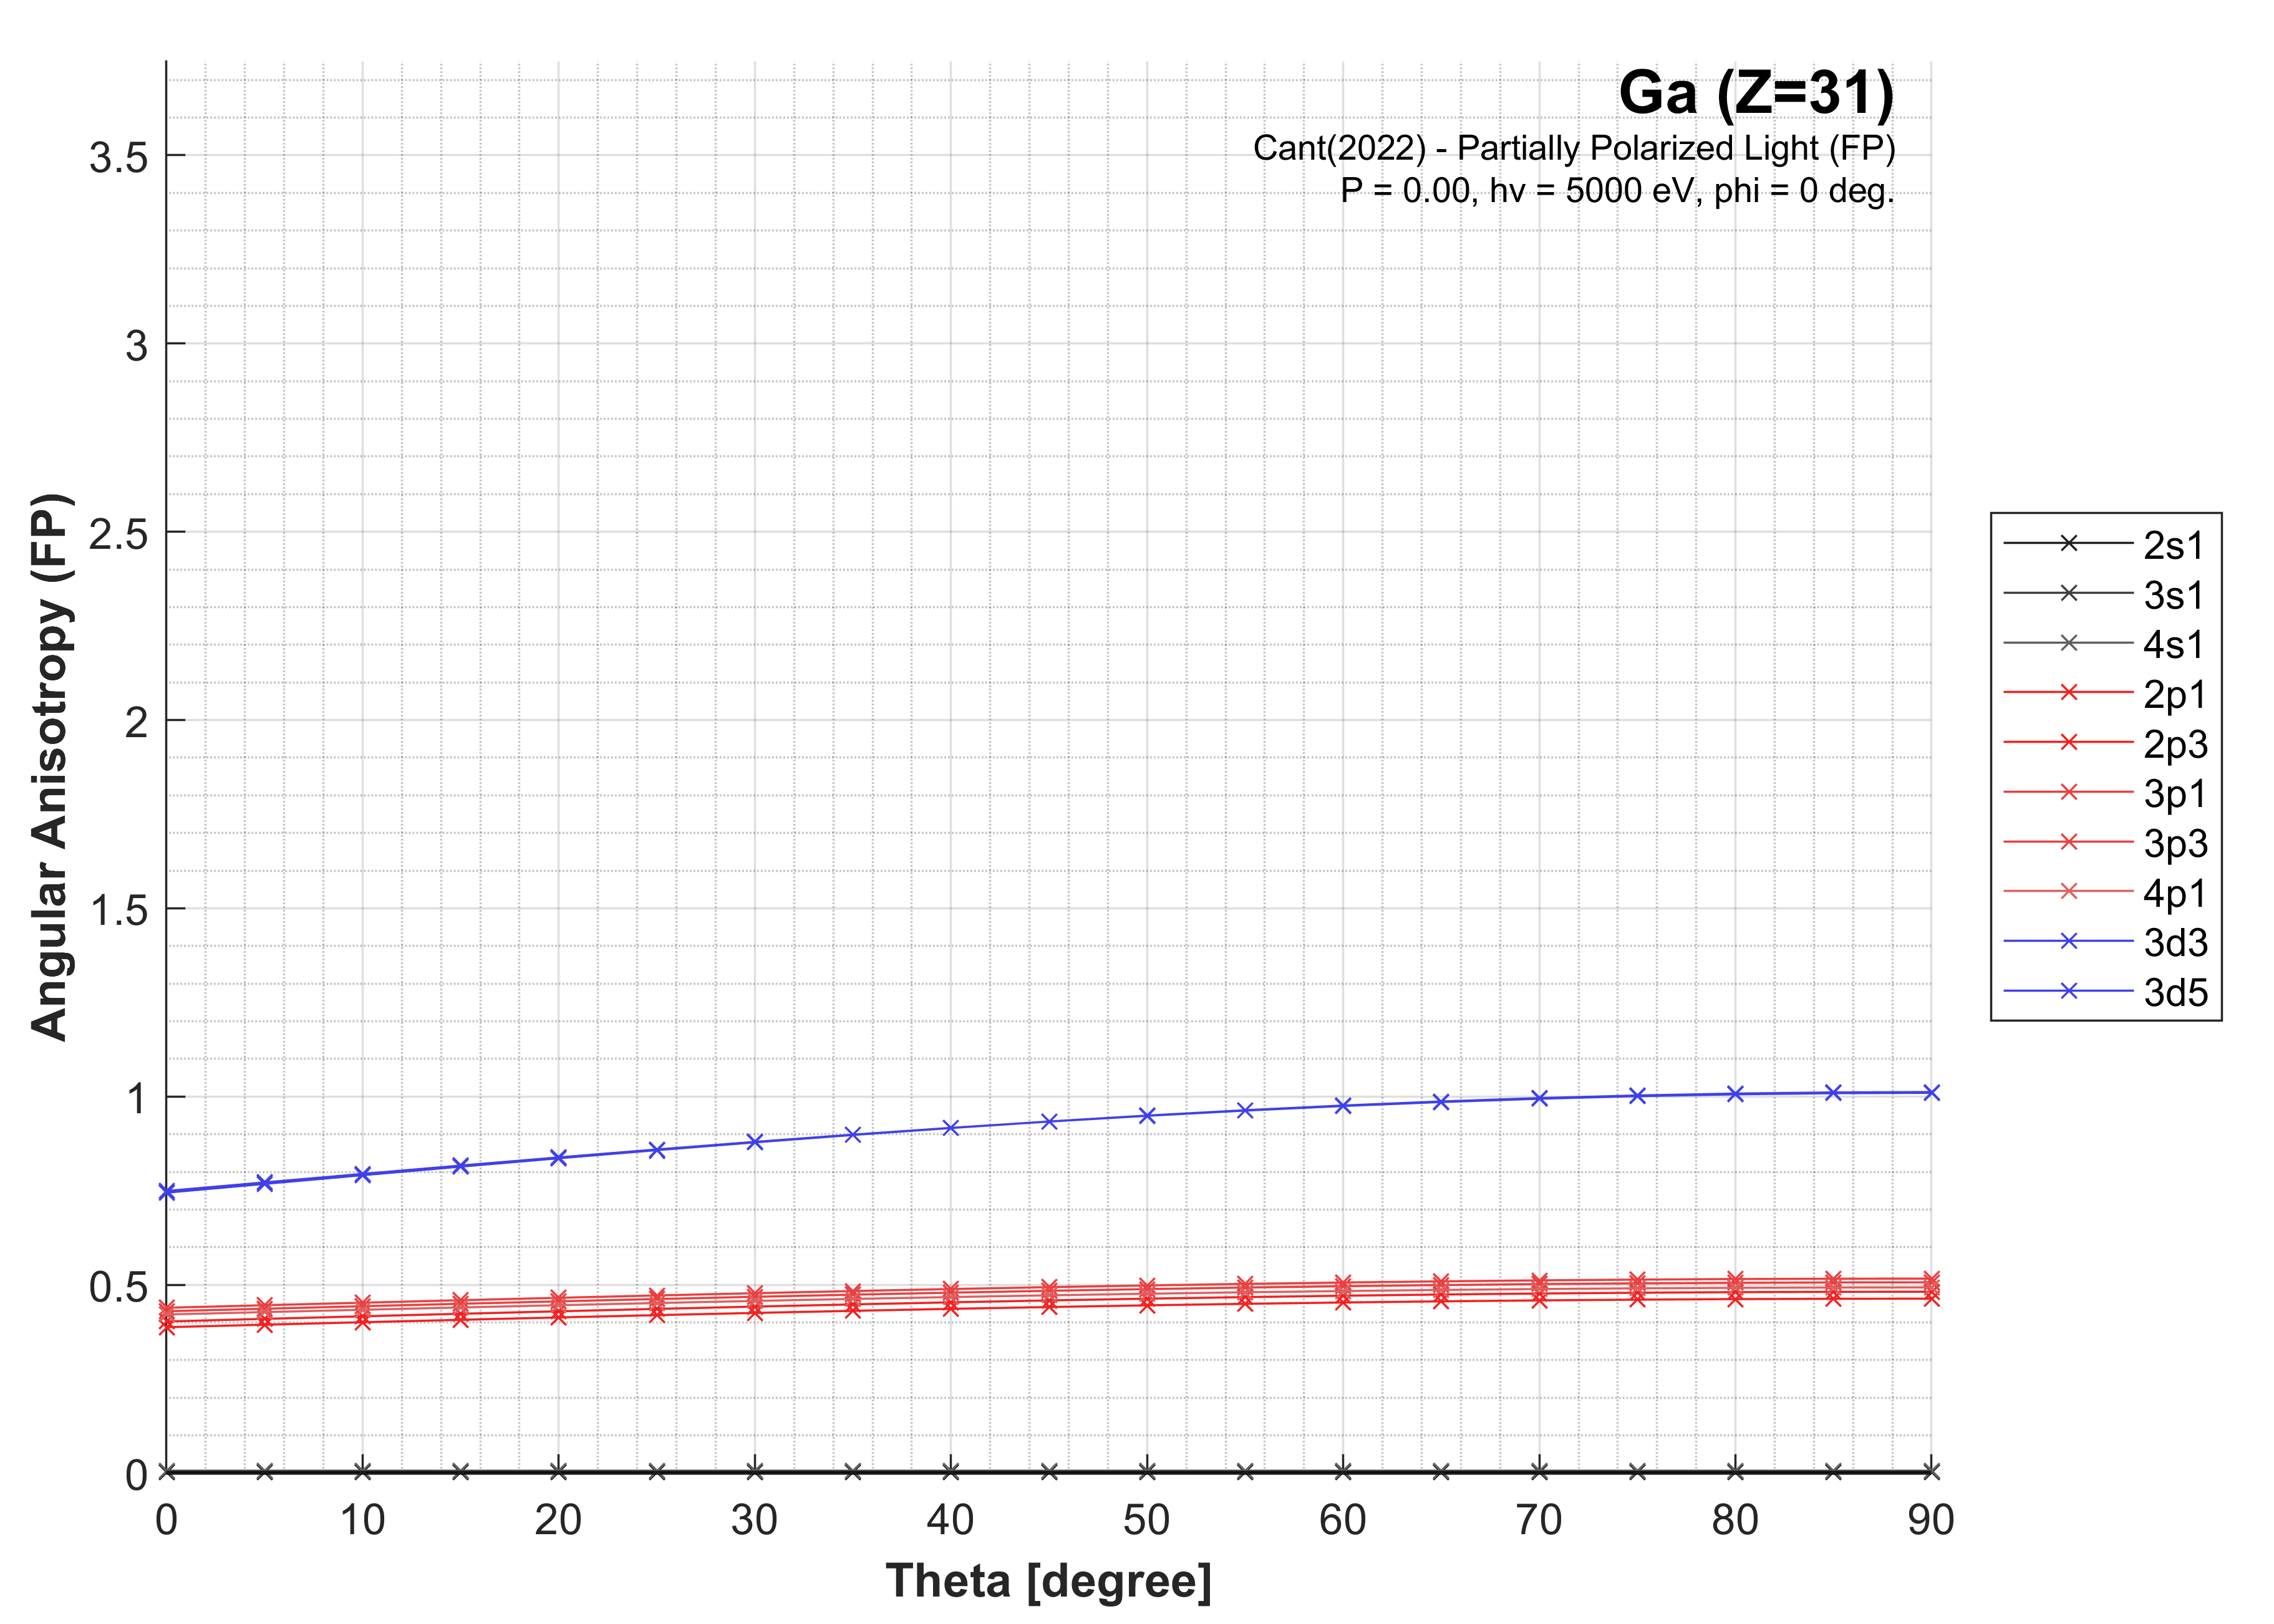 Ga (Z=31)
Cant(2022) - Partially Polarized Light (FP)
P = 0.00, hv = 5000 eV, phi = 0 deg.
Angular Anisotropy (FP)
3.5
3
2.5
2
1.5
1
0.5
0
0 10 20 30 40 50 60 70 80 90
Theta [degree]
2s1
3s1
4s1
2p1
2p3
3p1
3p3
4p1
3d3
3d5